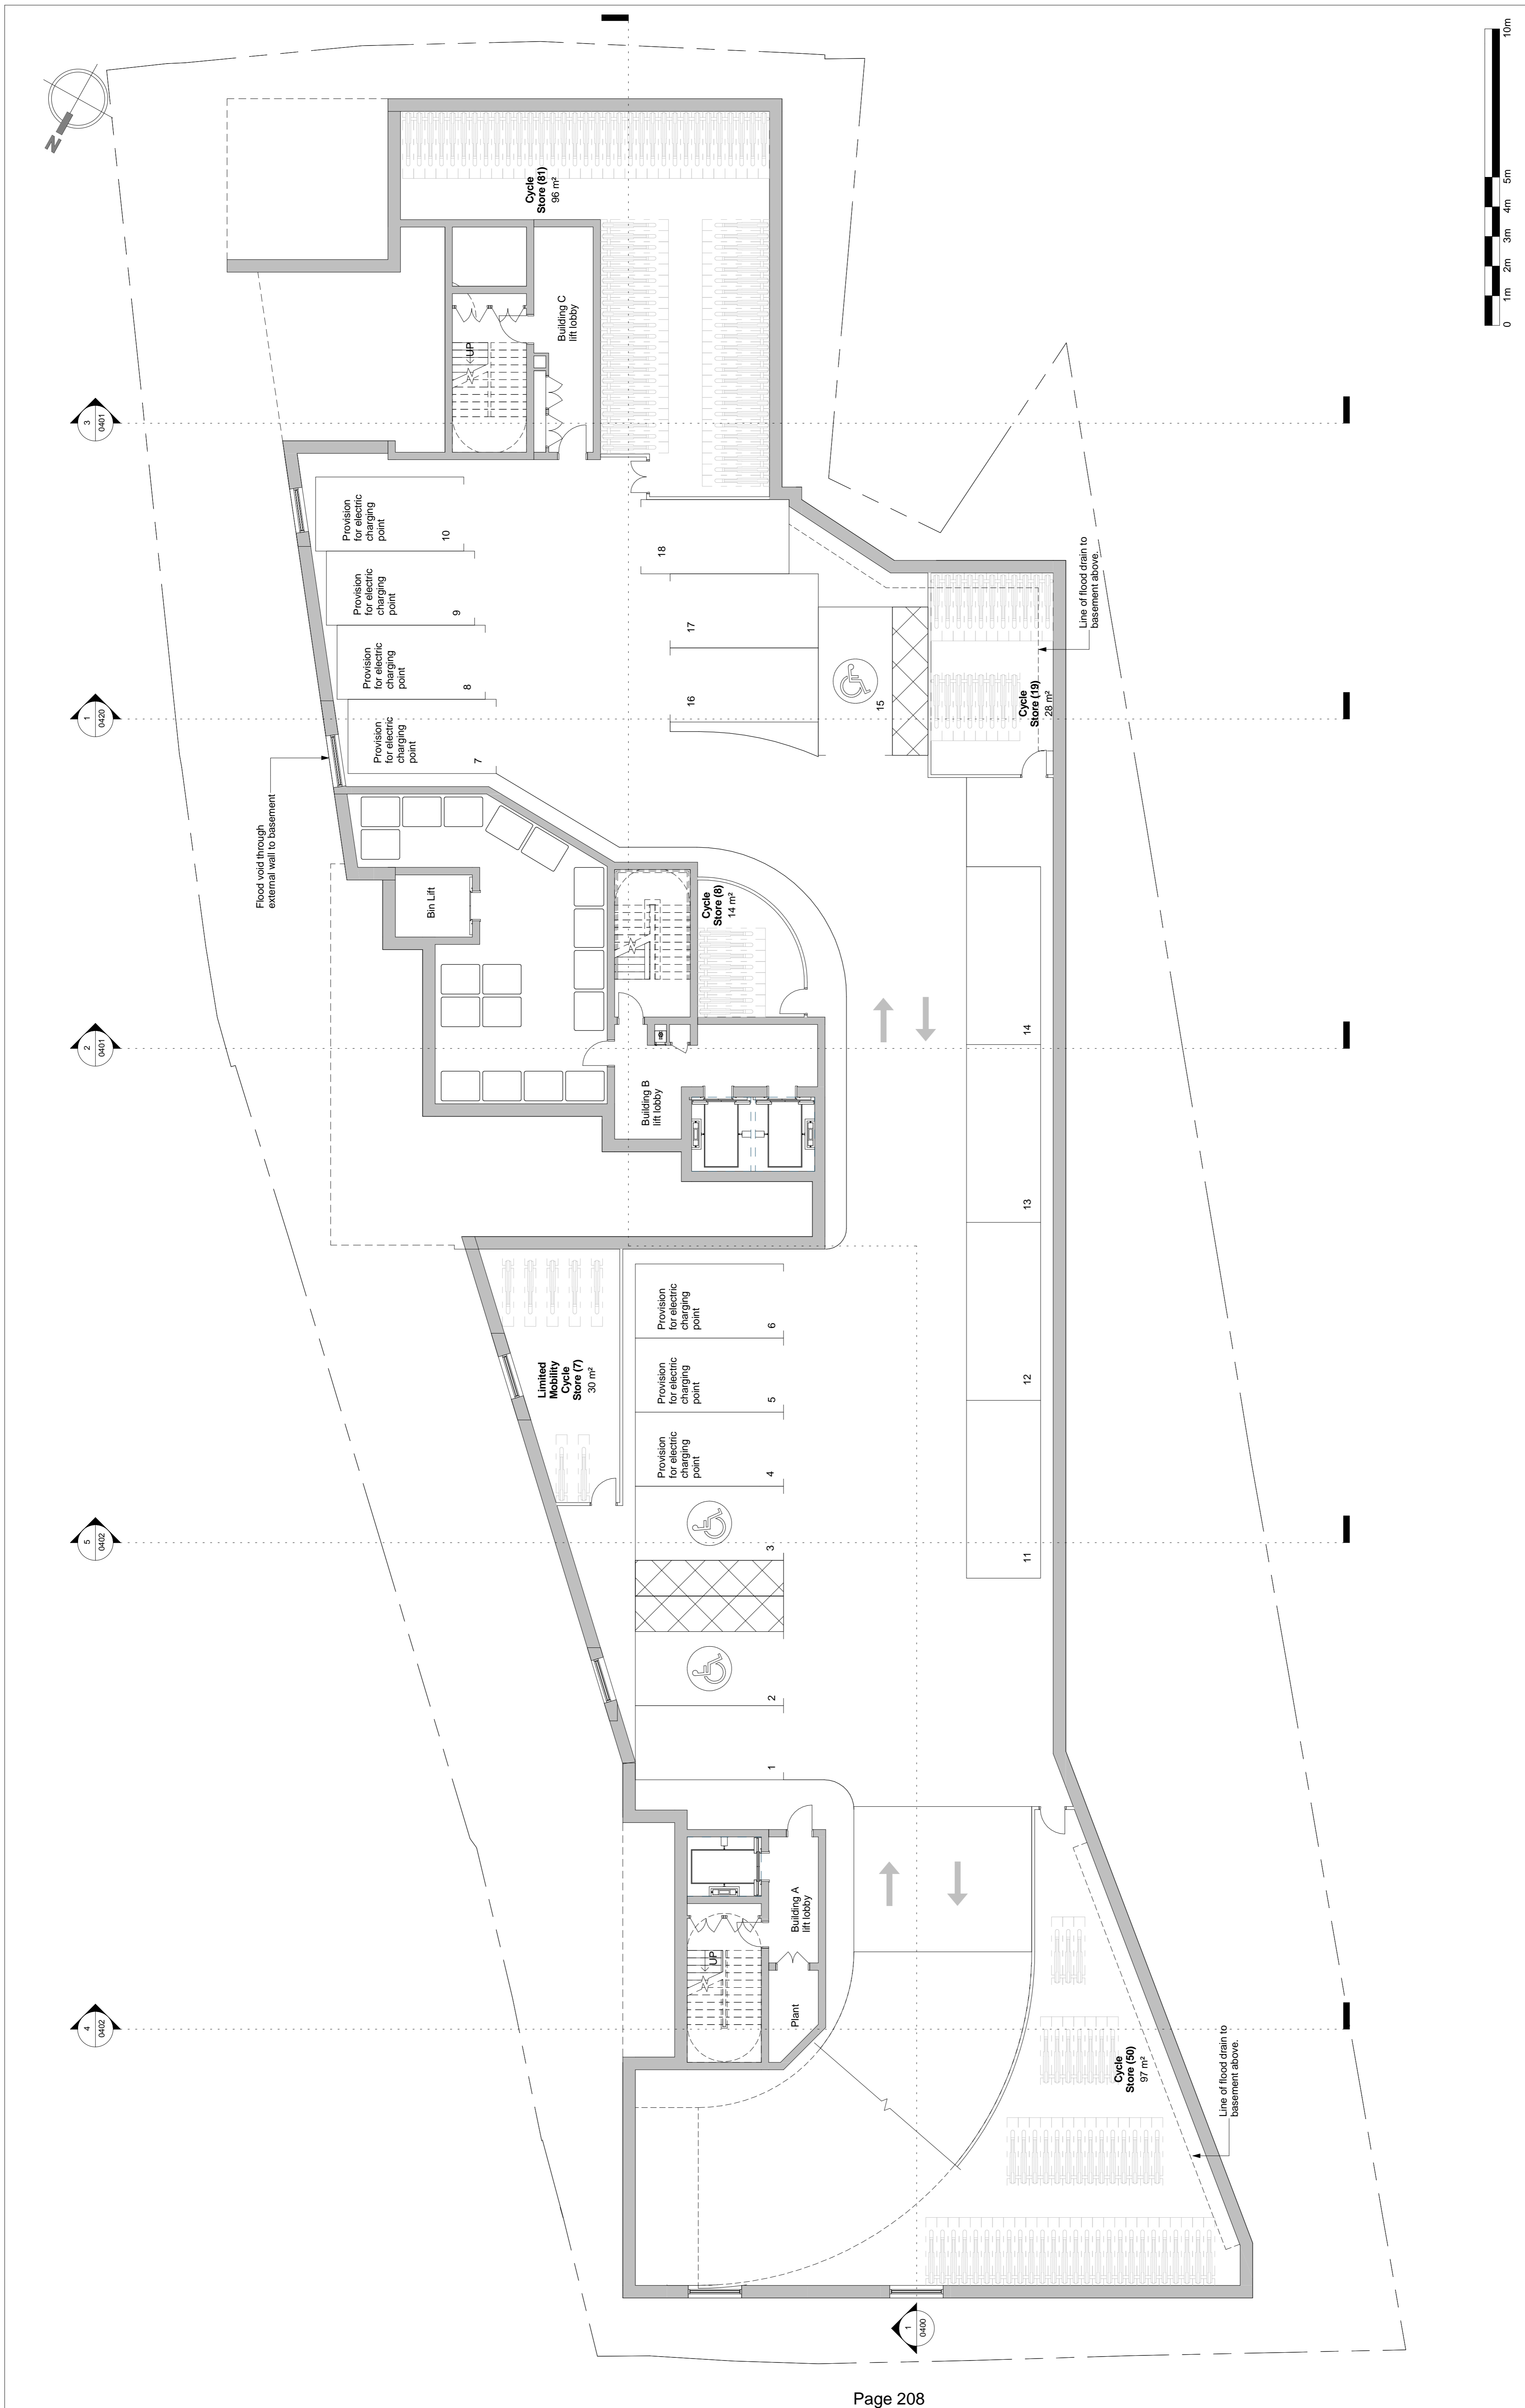 N
10m
5m
4m
3m
2m
1m
0
Cycle
Store (81)
96 m²
Building C
lift lobby
UP
3
0401
Provision
for electric
charging
point
10
Provision
for electric
charging
point
9
Provision
for electric
charging
point
8
Provision
for electric
charging
point
7
18
17
16
15
Line of flood drain to
basement above.
Cycle
Store (19)
28 m²
1
0420
Flood void through
external wall to basement
Bin Lift
Cycle
Store (8)
14 m²
2
0401
Building B
lift lobby
14
13
12
11
Limited
Mobility
Cycle
Store (7)
30 m²
Provision
for electric
charging
point
6
Provision
for electric
charging
point
5
Provision
for electric
charging
point
4
5
0402
3
2
1
Building A
lift lobby
UP
Plant
4
0402
Cycle
Store (50)
97 m²
Line of flood drain to
basement above.
1
0400
Page 208